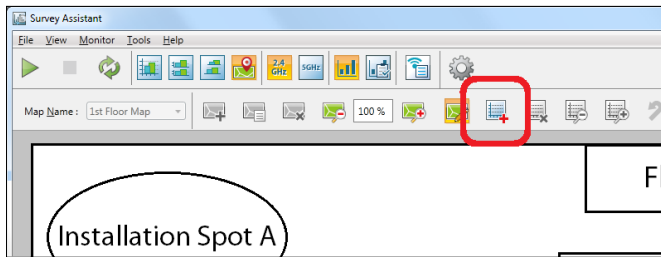 Survey Assistant
File View Monitor Tools Help
2.4 GHz 5GHz
Map Name : 1st Floor Map 100 %
Installation Spot A